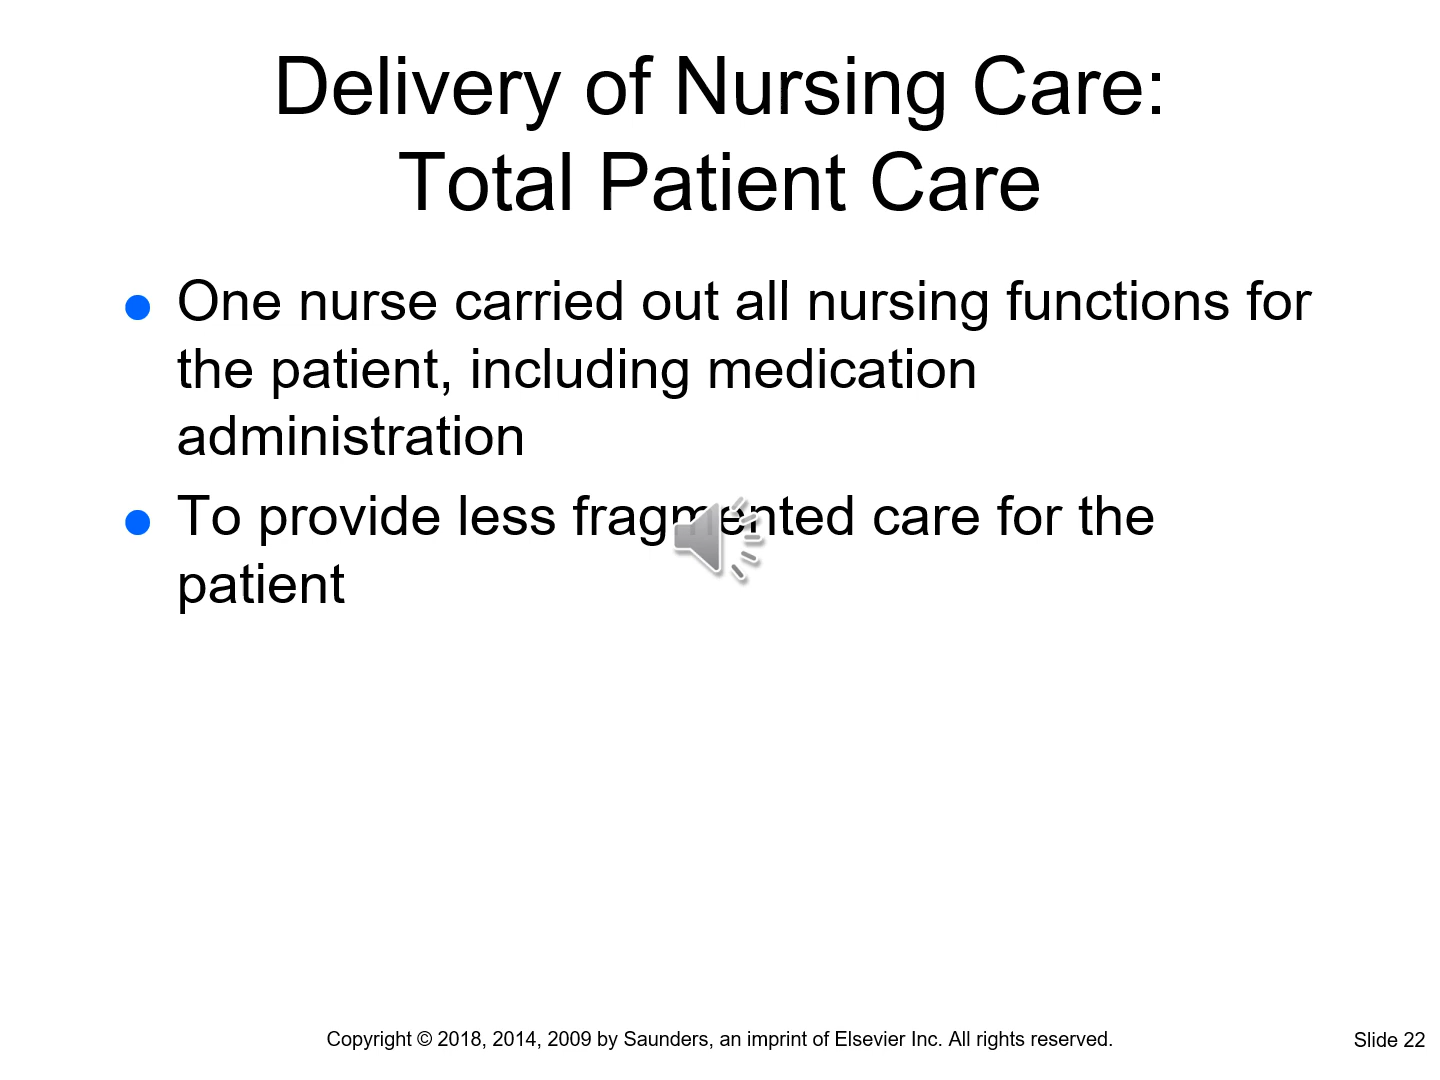 Delivery of Nursing Care:
Total Patient Care
One nurse carried out all nursing functions for
the patient, including medication
administration
To provide less fragmented care for the
patient
Copyright © 2018, 2014, 2009 by Saunders, an imprint of Elsevier Inc. All rights reserved.
Slide 22